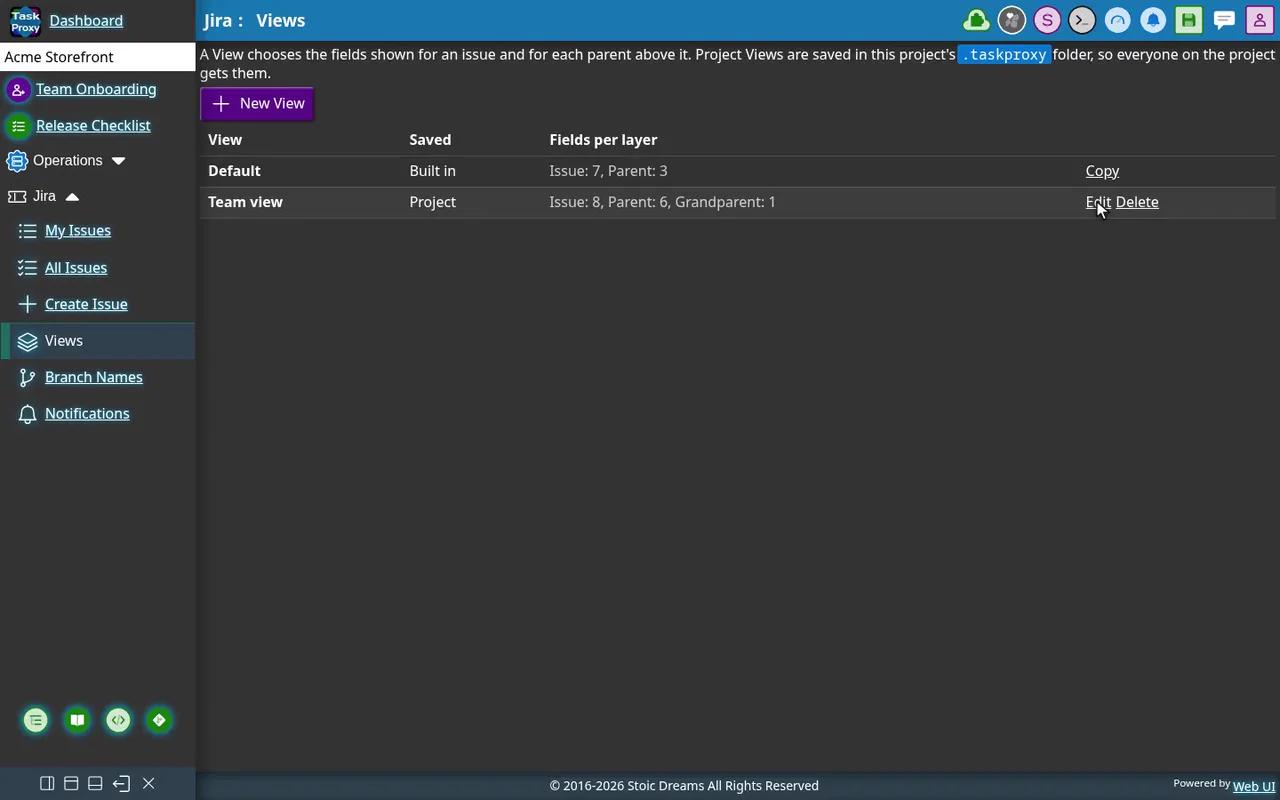 Task Proxy
Dashboard
Jira :   Views
S
Acme Storefront
Team Onboarding
Release Checklist
Operations
Jira
My Issues
All Issues
Create Issue
Views
Branch Names
Notifications
A View chooses the fields shown for an issue and for each parent above it. Project Views are saved in this project's .taskproxy folder, so everyone on the project
gets them.
New View
View Saved Fields per layer
Default Built in Issue: 7, Parent: 3 Copy
Team view Project Issue: 8, Parent: 6, Grandparent: 1 Edit Delete
© 2016-2026 Stoic Dreams All Rights Reserved
Powered by Web UI